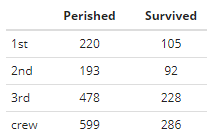 Perished Survived
1st 220 105
2nd 193 92
3rd 478 228
crew 599 286